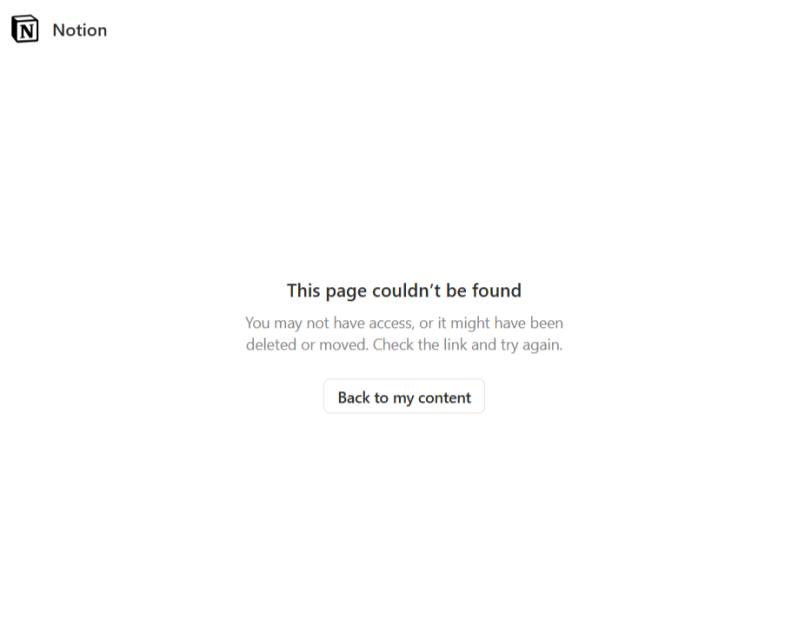 Notion
This page couldn’t be found
You may not have access, or it might have been
deleted or moved. Check the link and try again.
Back to my content